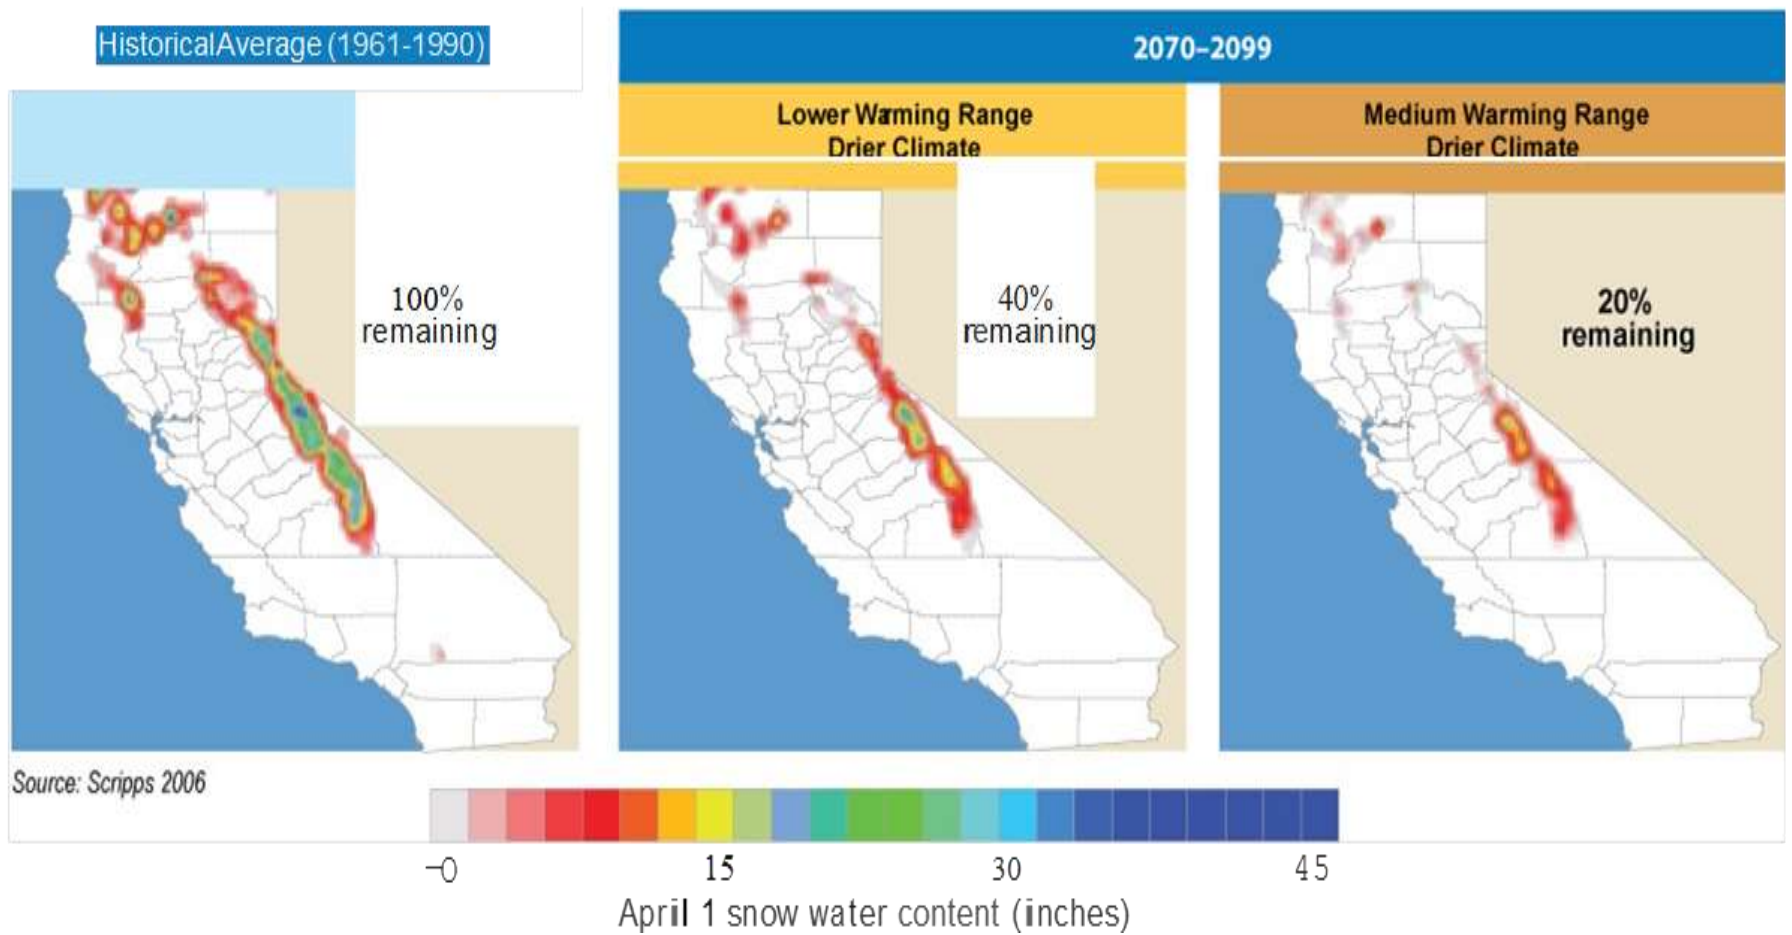 HistoricalAverage (1961-1990)
2070–2099
Lower Warming Range
Drier Climate
Medium Warming Range
Drier Climate
100%
remaining
40%
remaining
20%
remaining
Source: Scripps 2006
–0 15 30 45
April 1 snow water content (inches)